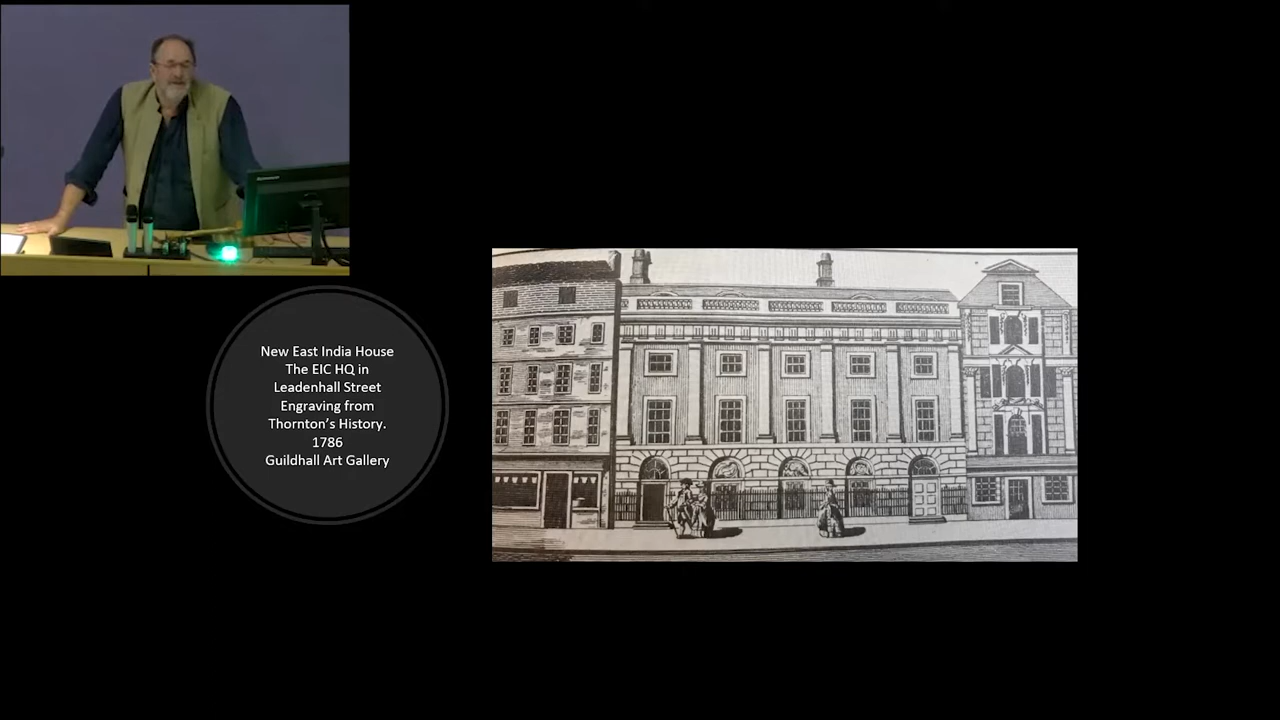 New East India House
The EIC HQ in
Leadenhall Street
Engraving from
Thornton's History.
1786
Guildhall Art Gallery